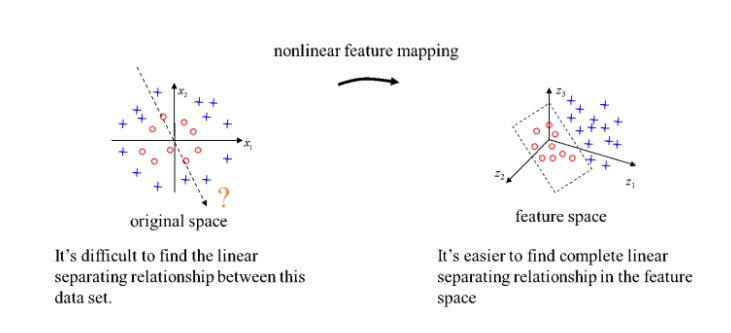 nonlinear feature mapping
x2
x1
?
original space
z3
z2
z1
feature space
It's difficult to find the linear
separating relationship between this
data set.
It's easier to find complete linear
separating relationship in the feature
space